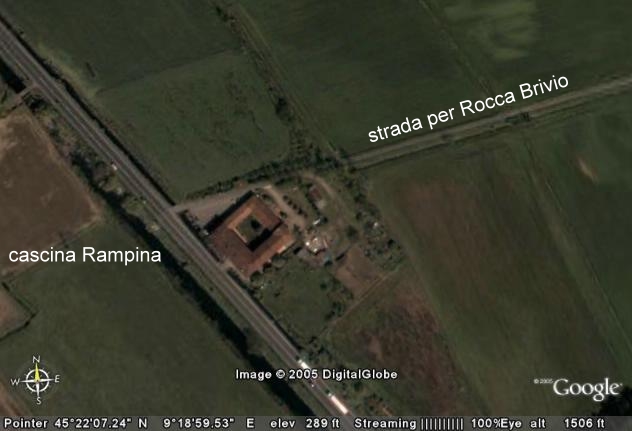 strada per Rocca Brivio
cascina Rampina
N
W E
S
Image © 2005 DigitalGlobe
© 2005 Google
Pointer 45°22'07.24" N 9°18'59.53" E elev 289 ft Streaming |||||||||| 100% Eye alt 1506 ft